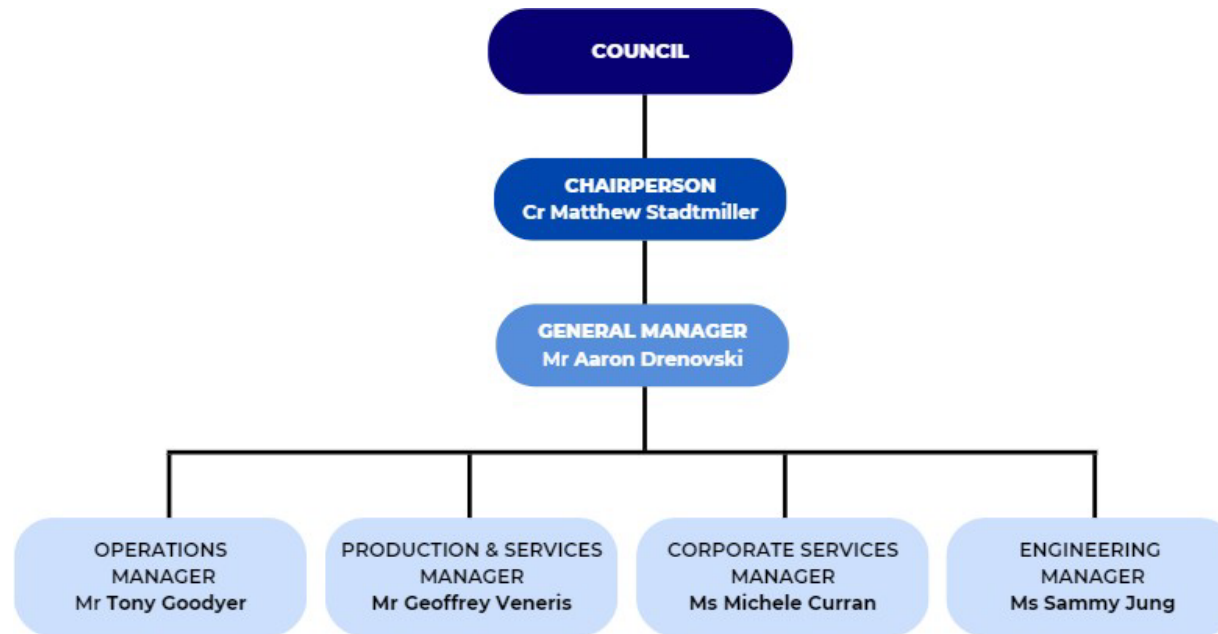 COUNCIL
CHAIRPERSON
Cr Matthew Stadtmiller
GENERAL MANAGER
Mr Aaron Drenovski
OPERATIONS
MANAGER
Mr Tony Goodyer
PRODUCTION & SERVICES
MANAGER
Mr Geoffrey Veneris
CORPORATE SERVICES
MANAGER
Ms Michele Curran
ENGINEERING
MANAGER
Ms Sammy Jung